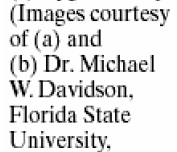 (Images courtesy
of (a) and
(b) Dr. Michael
W. Davidson,
Florida State
University,